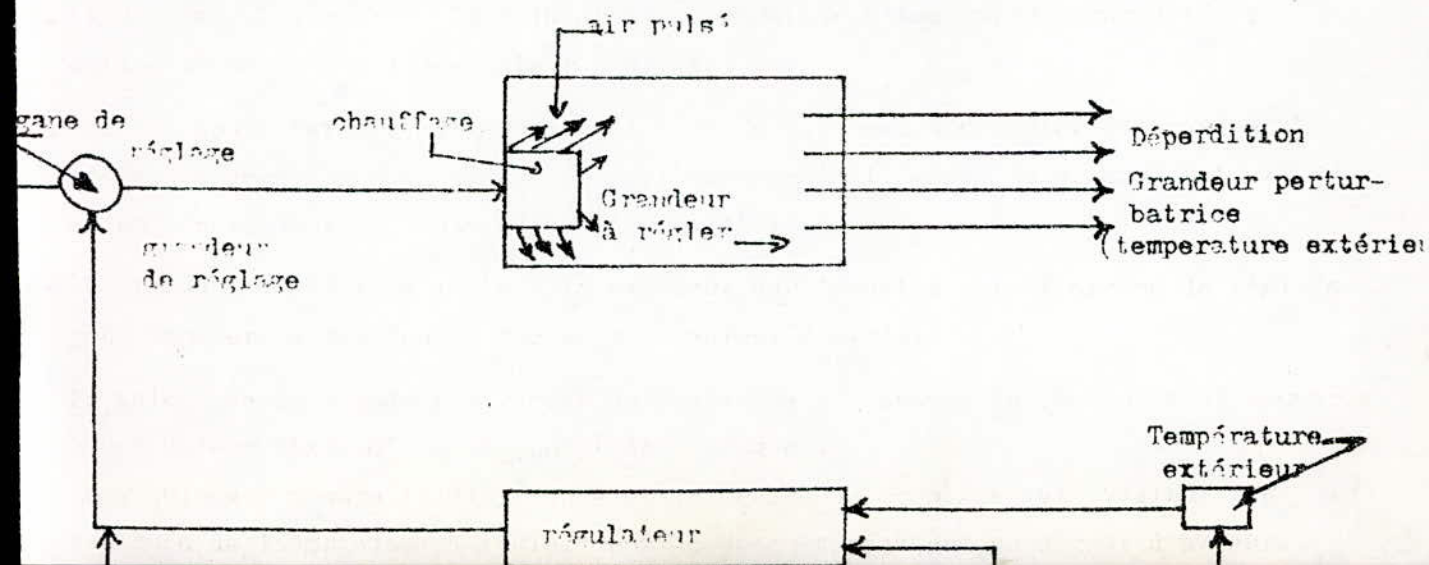 air puls
gane de
réglage
chauffage
Déperdition
Grandeur pertur-
batrice
(temperature extérieu
Grandeur
à régler
grandeur
de réglage
Température
extérieur
régulateur